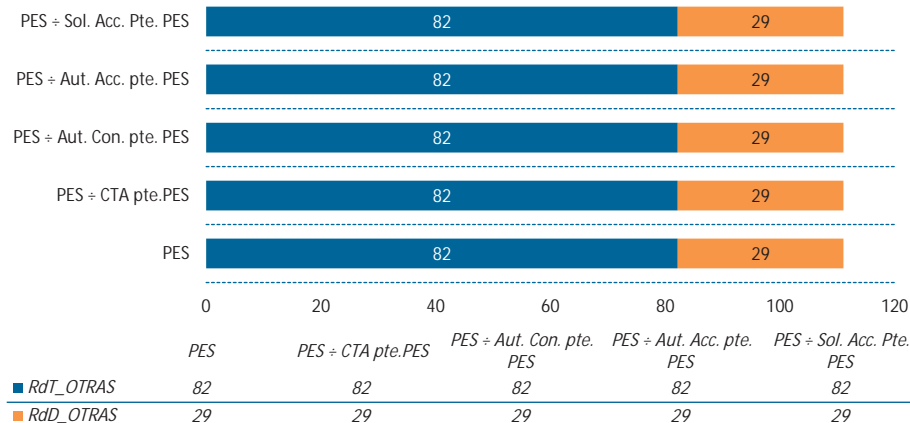 PES ÷ Sol. Acc. Pte. PES 82 29
PES ÷ Aut. Acc. pte. PES 82 29
PES ÷ Aut. Con. pte. PES 82 29
PES ÷ CTA pte.PES 82 29
PES 82 29
0 20 40 60 80 100 120
PES PES ÷ CTA pte.PES PES ÷ Aut. Con. pte. PES PES ÷ Aut. Acc. pte. PES PES ÷ Sol. Acc. Pte. PES
RdT_OTRAS 82 82 82 82 82
RdD_OTRAS 29 29 29 29 29